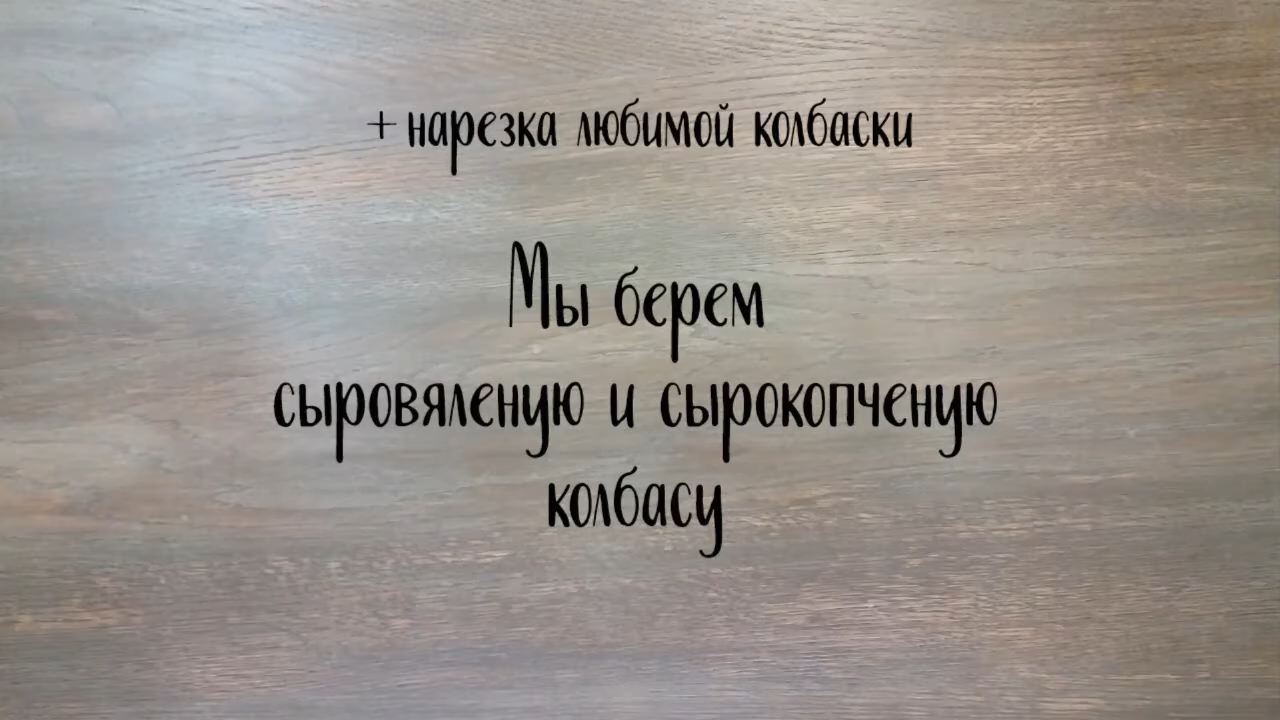 + нарезка любимой колбаски
Мы берем
сыровяленую и сырокопченую
колбасу